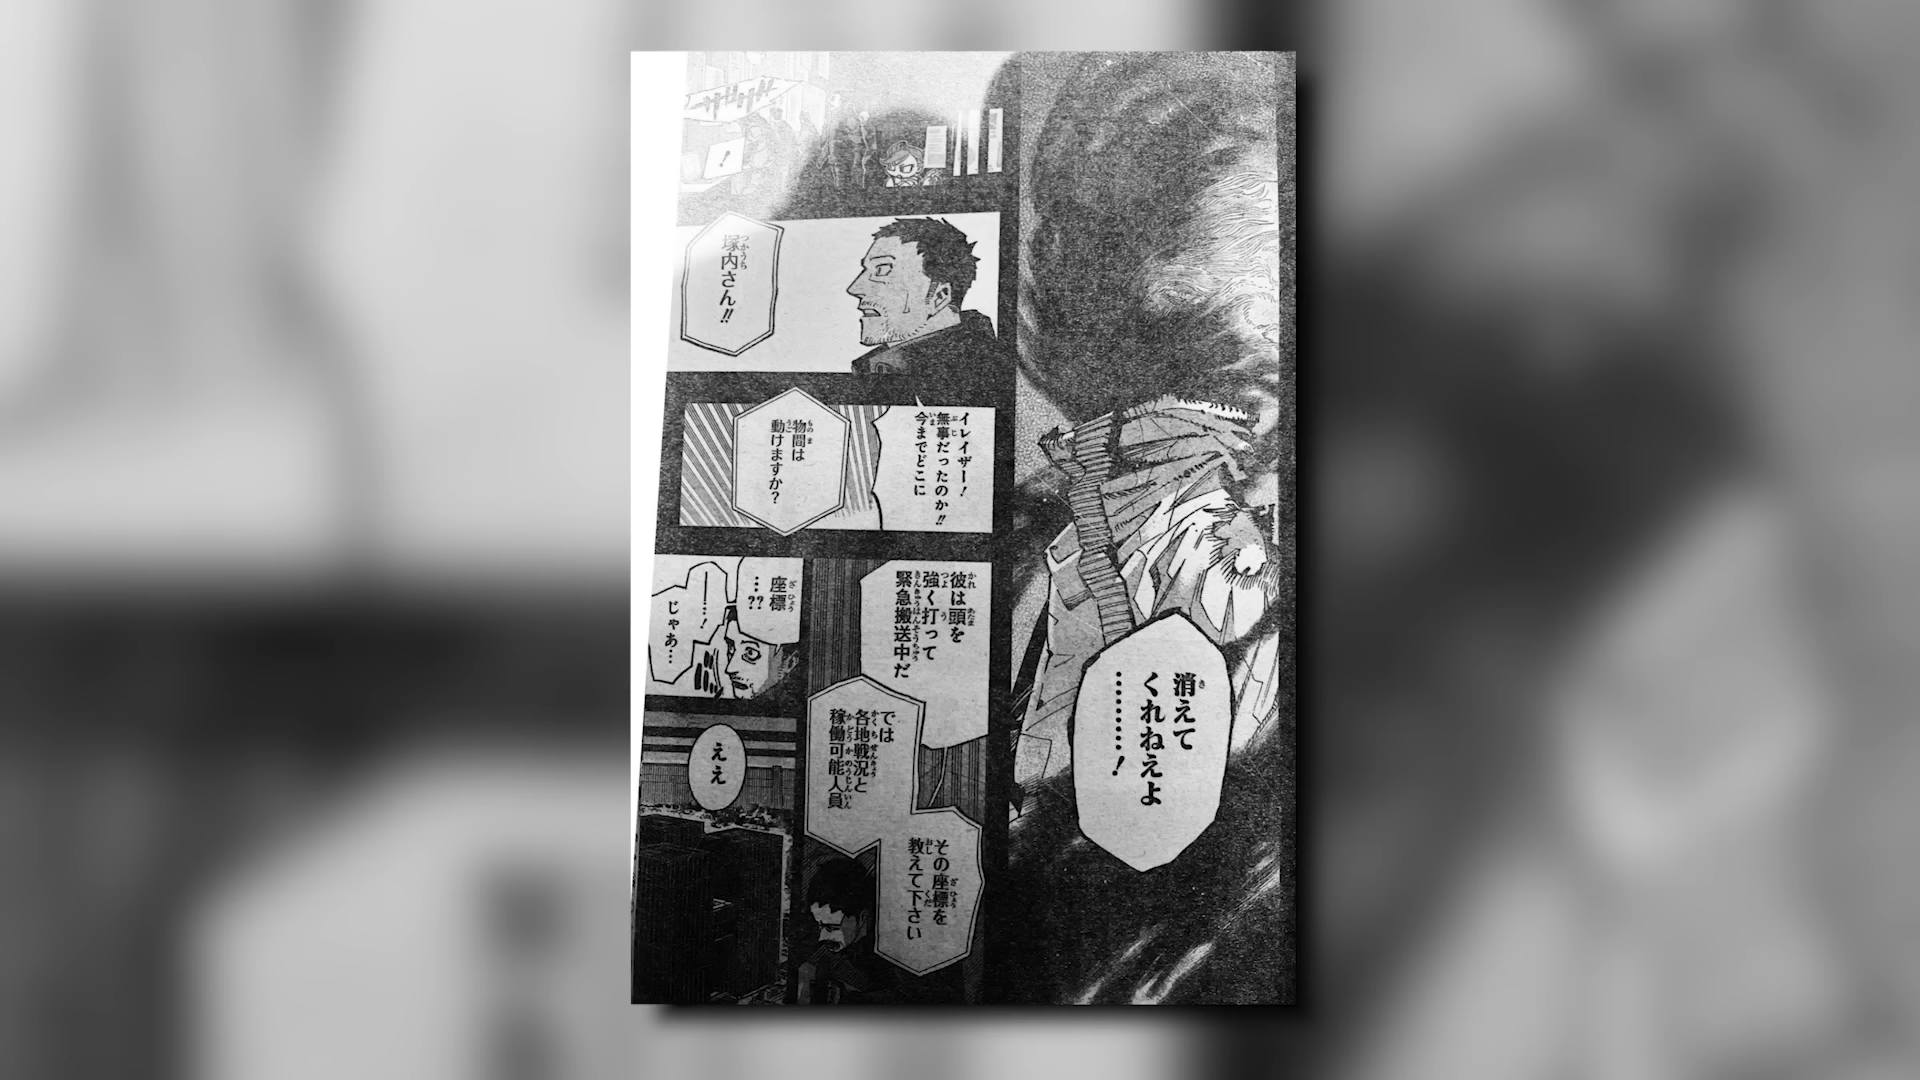 消えて
くれねえよ
………！
ザザザザ
！
塚内さん!!
イレイザー！
無事だったのか!!
今までどこに
物間は
動けますか？
彼は頭を
強く打って
緊急搬送中だ
では
各地戦況と
稼働可能人員
その座標を
教えて下さい
座標
…??
――…！
じゃあ…
ええ